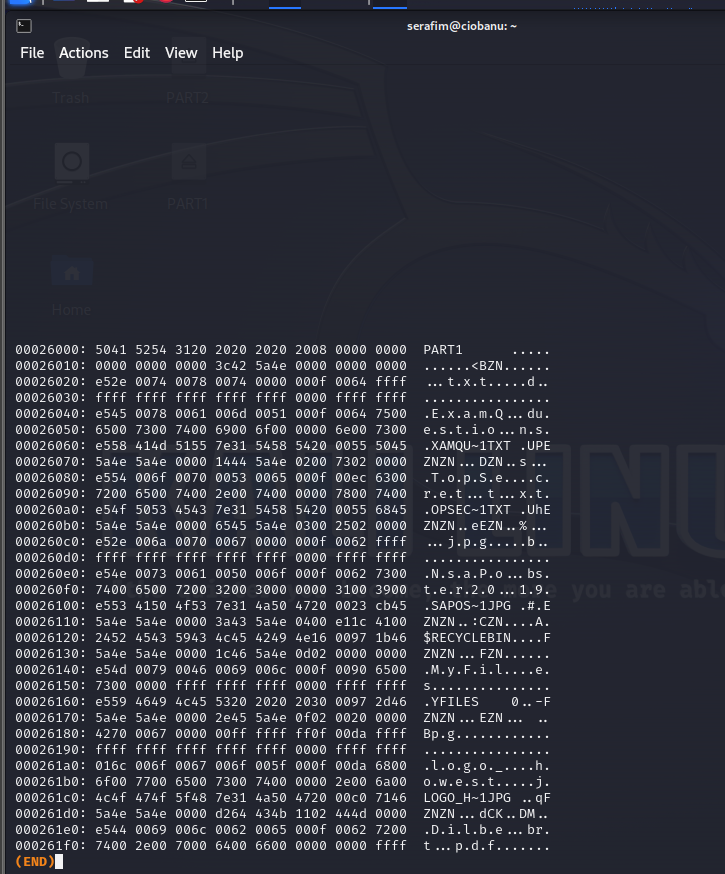 serafim@ciobanu: ~
File Actions Edit View Help
Trash PART2
File System PART1
Home
00026000: 5041 5254 3120 2020 2020 2008 0000 0000 PART1 .....
00026010: 0000 0000 0000 3c42 5a4e 0000 0000 0000 ......<BZN......
00026020: e52e 0074 0078 0074 0000 000f 0064 ffff ...t.x.t.....d..
00026030: ffff ffff ffff ffff ffff 0000 ffff ffff ................
00026040: e545 0078 0061 006d 0051 000f 0064 7500 .E.x.a.m.Q...du.
00026050: 6500 7300 7400 6900 6f00 0000 6e00 7300 e.s.t.i.o...n.s.
00026060: e558 414d 5155 7e31 5458 5420 0055 5045 .XAMQU~1TXT .UPE
00026070: 5a4e 5a4e 0000 1444 5a4e 0200 7302 0000 ZNZN...DZN..s...
00026080: e554 006f 0070 0053 0065 000f 00ec 6300 .T.o.p.S.e....c.
00026090: 7200 6500 7400 2e00 7400 0000 7800 7400 r.e.t...t...x.t.
000260a0: e54f 5053 4543 7e31 5458 5420 0055 6845 .OPSEC~1TXT .UhE
000260b0: 5a4e 5a4e 0000 6545 5a4e 0300 2502 0000 ZNZN..eEZN..%...
000260c0: e52e 006a 0070 0067 0000 000f 0062 ffff ...j.p.g.....b..
000260d0: ffff ffff ffff ffff ffff 0000 ffff ffff ................
000260e0: e54e 0073 0061 0050 006f 000f 0062 7300 .N.s.a.P.o...bs.
000260f0: 7400 6500 7200 3200 3000 0000 3100 3900 t.e.r.2.0...1.9.
00026100: e553 4150 4f53 7e31 4a50 4720 0023 cb45 .SAPOS~1JPG .#.E
00026110: 5a4e 5a4e 0000 3a43 5a4e 0400 e11c 4100 ZNZN..:CZN....A.
00026120: 2452 4543 5943 4c45 4249 4e16 0097 1b46 $RECYCLEBIN....F
00026130: 5a4e 5a4e 0000 1c46 5a4e 0d02 0000 0000 ZNZN...FZN......
00026140: e54d 0079 0046 0069 006c 000f 0090 6500 .M.y.F.i.l....e.
00026150: 7300 0000 ffff ffff ffff 0000 ffff ffff s...............
00026160: e559 4649 4c45 5320 2020 2030 0097 2d46 .YFILES 0..-F
00026170: 5a4e 5a4e 0000 2e45 5a4e 0f02 0020 0000 ZNZN...EZN... ..
00026180: 4270 0067 0000 00ff ffff ff0f 00da ffff Bp.g............
00026190: ffff ffff ffff ffff ffff 0000 ffff ffff ................
000261a0: 016c 006f 0067 006f 005f 000f 00da 6800 .l.o.g.o._....h.
000261b0: 6f00 7700 6500 7300 7400 0000 2e00 6a00 o.w.e.s.t.....j.
000261c0: 4c4f 474f 5f48 7e31 4a50 4720 00c0 7146 LOGO_H~1JPG ..qF
000261d0: 5a4e 5a4e 0000 d264 434b 1102 444d 0000 ZNZN...dCK..DM..
000261e0: e544 0069 006c 0062 0065 000f 0062 7200 .D.i.l.b.e...br.
000261f0: 7400 2e00 7000 6400 6600 0000 0000 ffff t...p.d.f.......
(END)